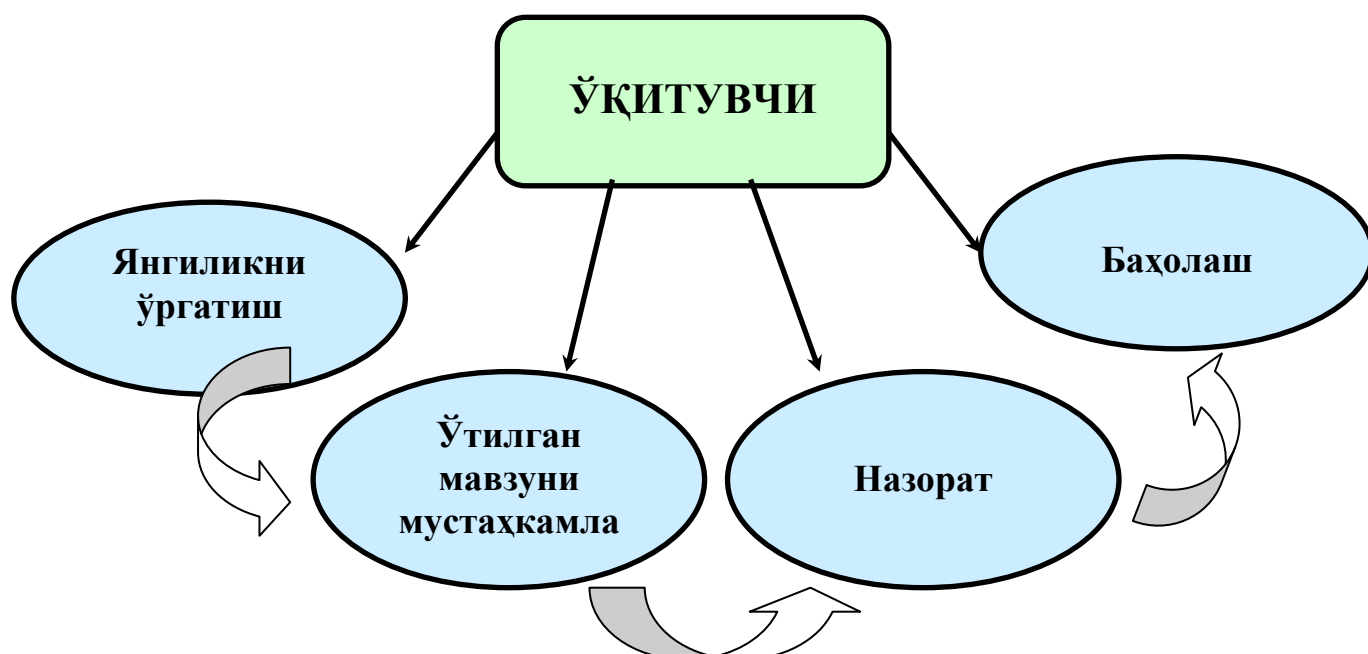 ЎҚИТУВЧИ
Янгиликни
ўргатиш
Баҳолаш
Ўтилган
мавзуни
мустаҳкамла
Назорат